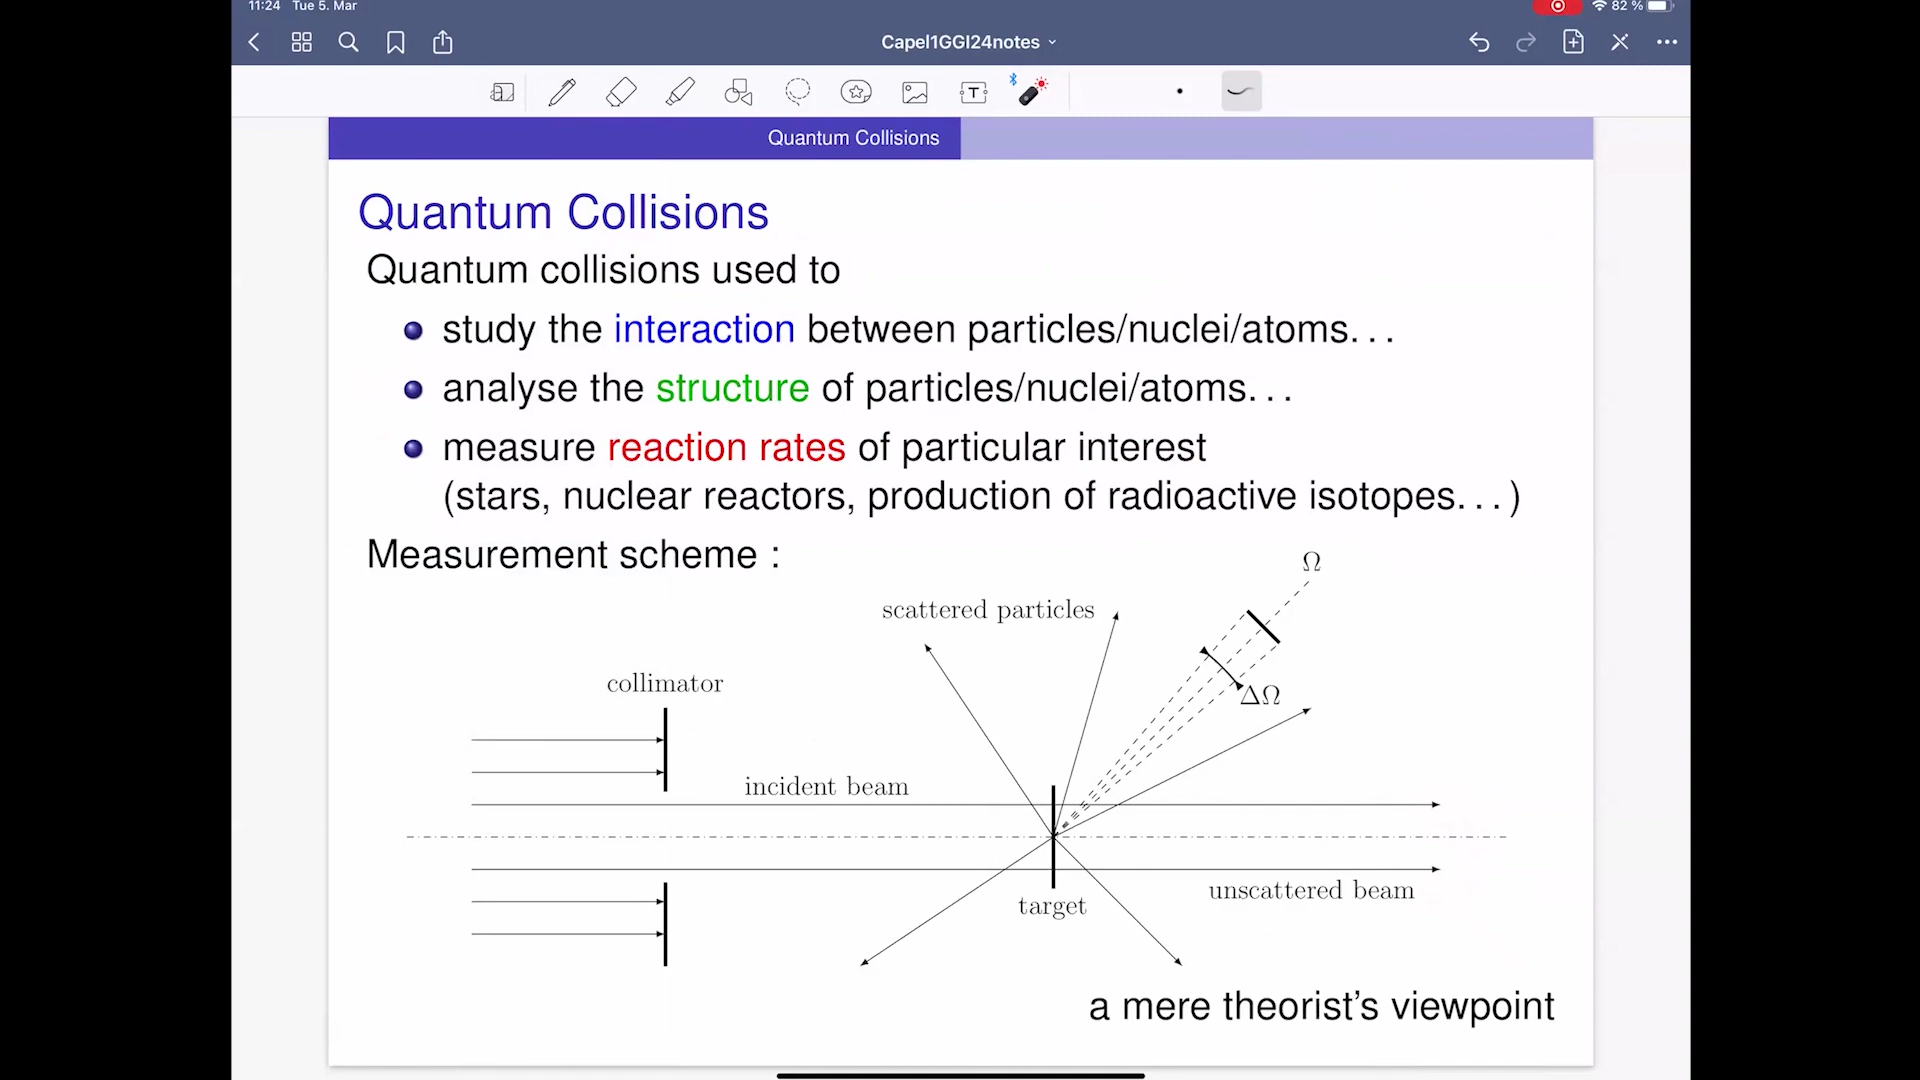 11:24 Tue 5. Mar
82 %
Capel1GGI24notes
Quantum Collisions
Quantum Collisions
Quantum collisions used to
study the interaction between particles/nuclei/atoms...
analyse the structure of particles/nuclei/atoms...
measure reaction rates of particular interest
(stars, nuclear reactors, production of radioactive isotopes...)
Measurement scheme :
Ω
scattered particles
collimator
ΔΩ
incident beam
unscattered beam
target
a mere theorist's viewpoint